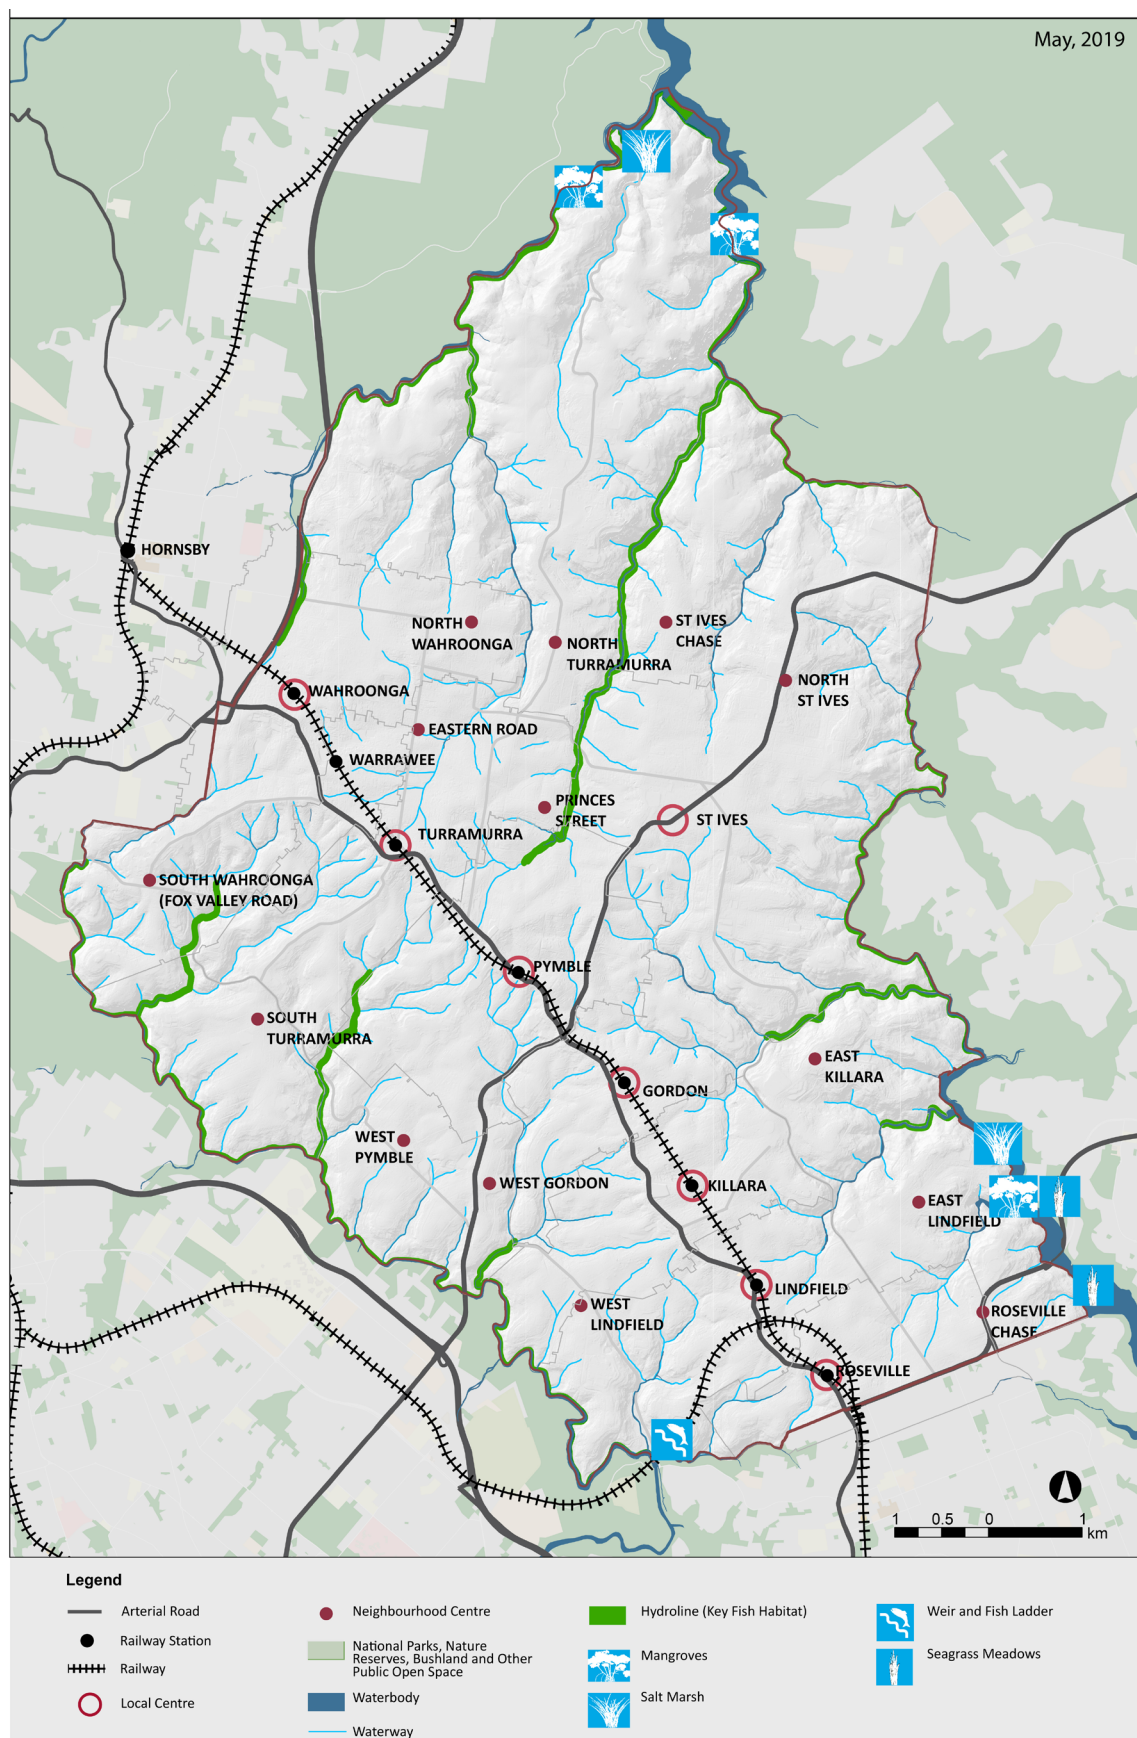 May, 2019
HORNSBY
NORTH
WAHROONGA
NORTH
TURRAMURRA
ST IVES
CHASE
NORTH
ST IVES
WAHROONGA
EASTERN ROAD
WARRAWEE
PRINCES
STREET
ST IVES
TURRAMURRA
SOUTH WAHROONGA
(FOX VALLEY ROAD)
PYMBLE
SOUTH
TURRAMURRA
EAST
KILLARA
GORDON
WEST
PYMBLE
WEST GORDON
KILLARA
EAST
LINDFIELD
LINDFIELD
WEST
LINDFIELD
ROSEVILLE
CHASE
ROSEVILLE
1 0.5 0 1
km
Legend
Arterial Road
Railway Station
Railway
Local Centre
Neighbourhood Centre
National Parks, Nature
Reserves, Bushland and Other
Public Open Space
Waterbody
Waterway
Hydroline (Key Fish Habitat)
Mangroves
Salt Marsh
Weir and Fish Ladder
Seagrass Meadows